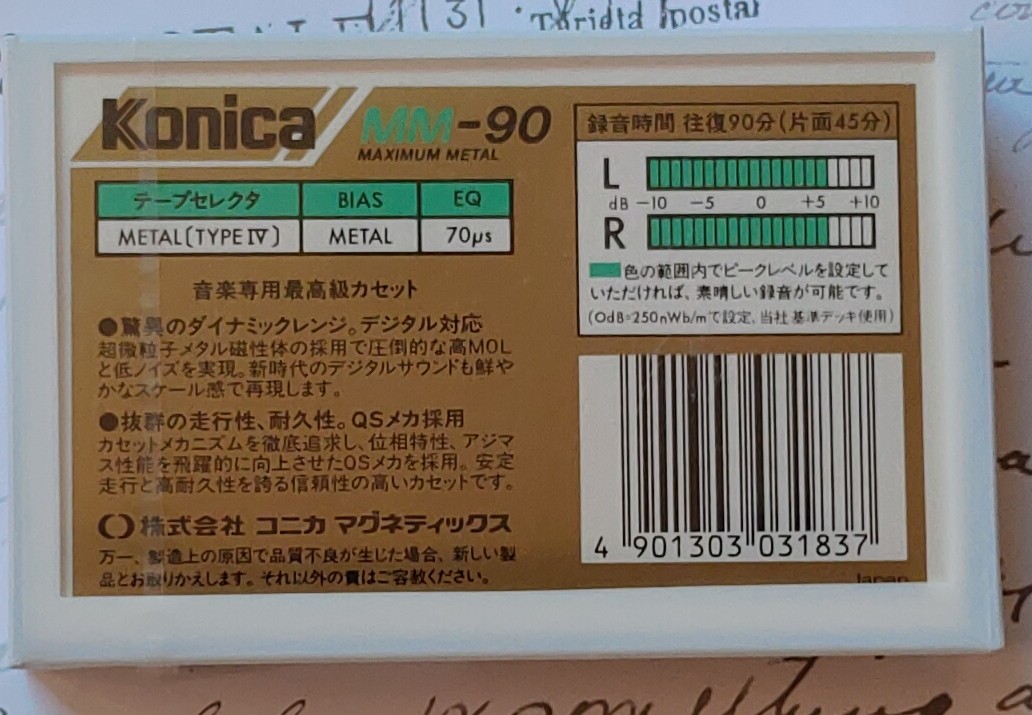 Tarjetă poștal
Konica MM-90
MAXIMUM METAL
テープセレクタ BIAS EQ
METAL(TYPE IV) METAL 70μs
音楽専用最高級カセット
●驚異のダイナミックレンジ。デジタル対応
超微粒子メタル磁性体の採用で圧倒的な高MOL
と低ノイズを実現。新時代のデジタルサウンドも鮮や
かなスケール感で再現します。
●抜群の走行性、耐久性。QSメカ採用
カセットメカニズムを徹底追求し、位相特性、アジマ
ス性能を飛躍的に向上させたQSメカを採用。安定
走行と高耐久性を誇る信頼性の高いカセットです。
株式会社 コニカ マグネティックス
万一、製造上の原因で品質不良が生じた場合、新しい製
品とお取りかえします。それ以外の責はご容赦ください。
録音時間 往復90分(片面45分)
L
dB -10 -5 0 +5 +10
R
色の範囲内でピークレベルを設定して
いただければ、素晴しい録音が可能です。
(0dB=250nWb/mで設定、当社基準デッキ使用)
4 901303 031837
Japan